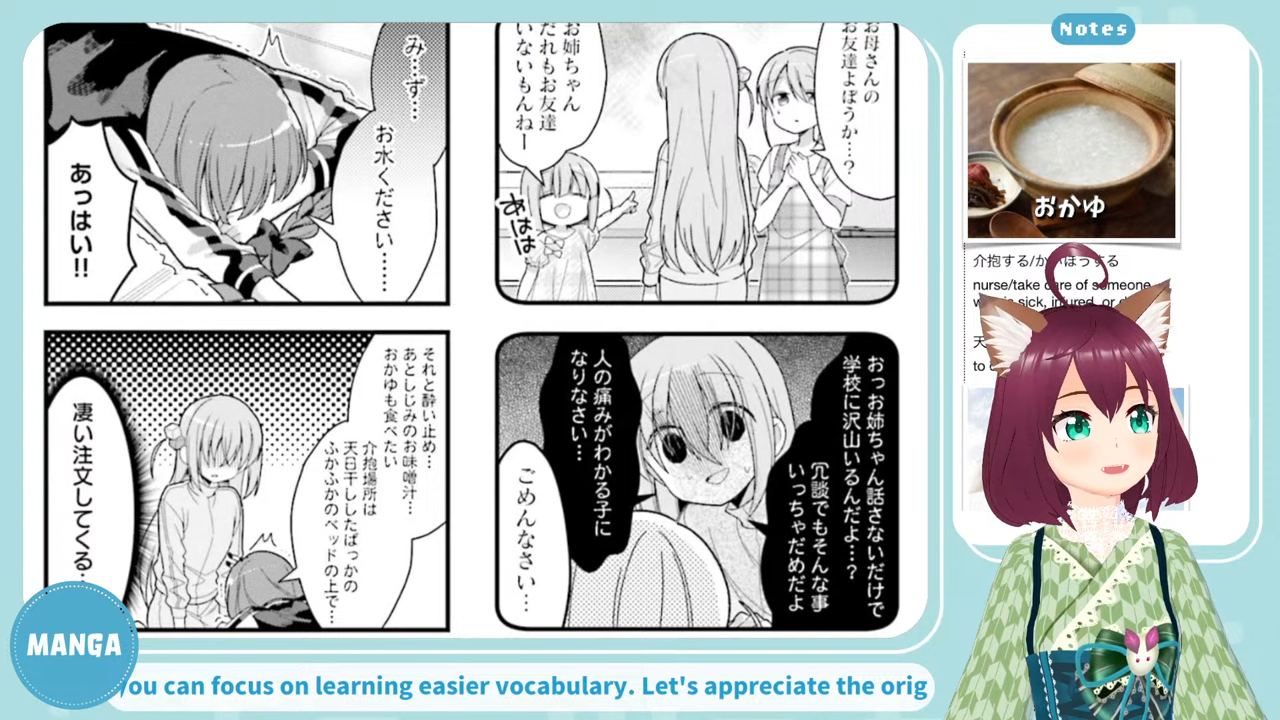 お母さんの
お友達よぼうか…？
お姉ちゃん
だれもお友達
いないもんねー
あはは
おっお姉ちゃん話さないだけで
学校に沢山いるんだよ…？
冗談でもそんな事
いっちゃだめだよ
人の痛みがわかる子に
なりなさい…
ごめんなさい…
み…ず…
お水ください……
あっはい!!
それと酔い止め…
あとしじみのお味噌汁…
おかゆも食べたい
介抱場所は
天日干ししたばっかの
ふかふかのベッドの上で…
凄い注文してくる…
Notes
おかゆ
介抱する/かいほうする
nurse/take care of someone
sick, injured, or
天
to
MANGA
you can focus on learning easier vocabulary. Let's appreciate the orig